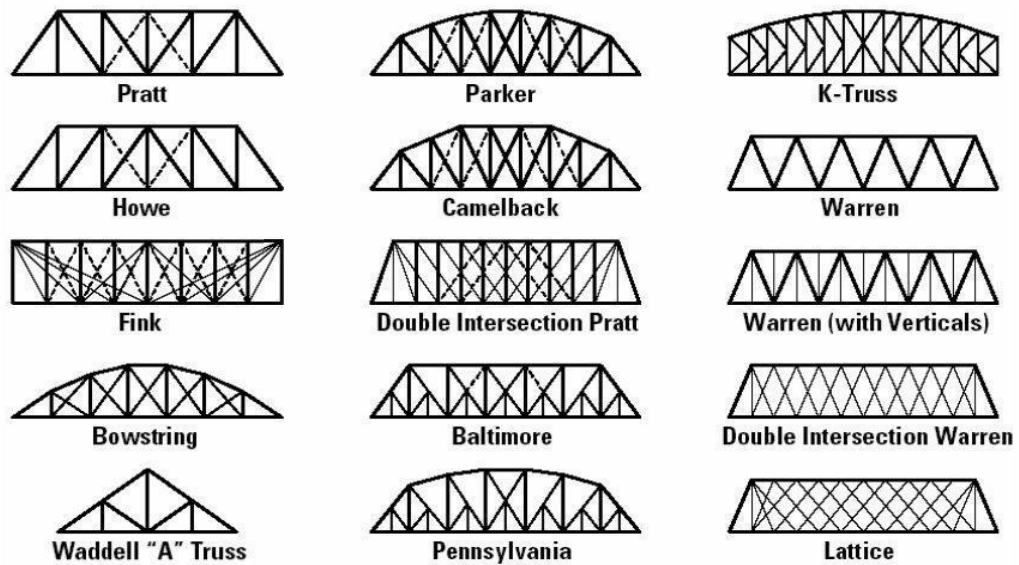 Pratt
Parker
K-Truss
Howe
Camelback
Warren
Fink
Double Intersection Pratt
Warren (with Verticals)
Bowstring
Baltimore
Double Intersection Warren
Waddell “A” Truss
Pennsylvania
Lattice